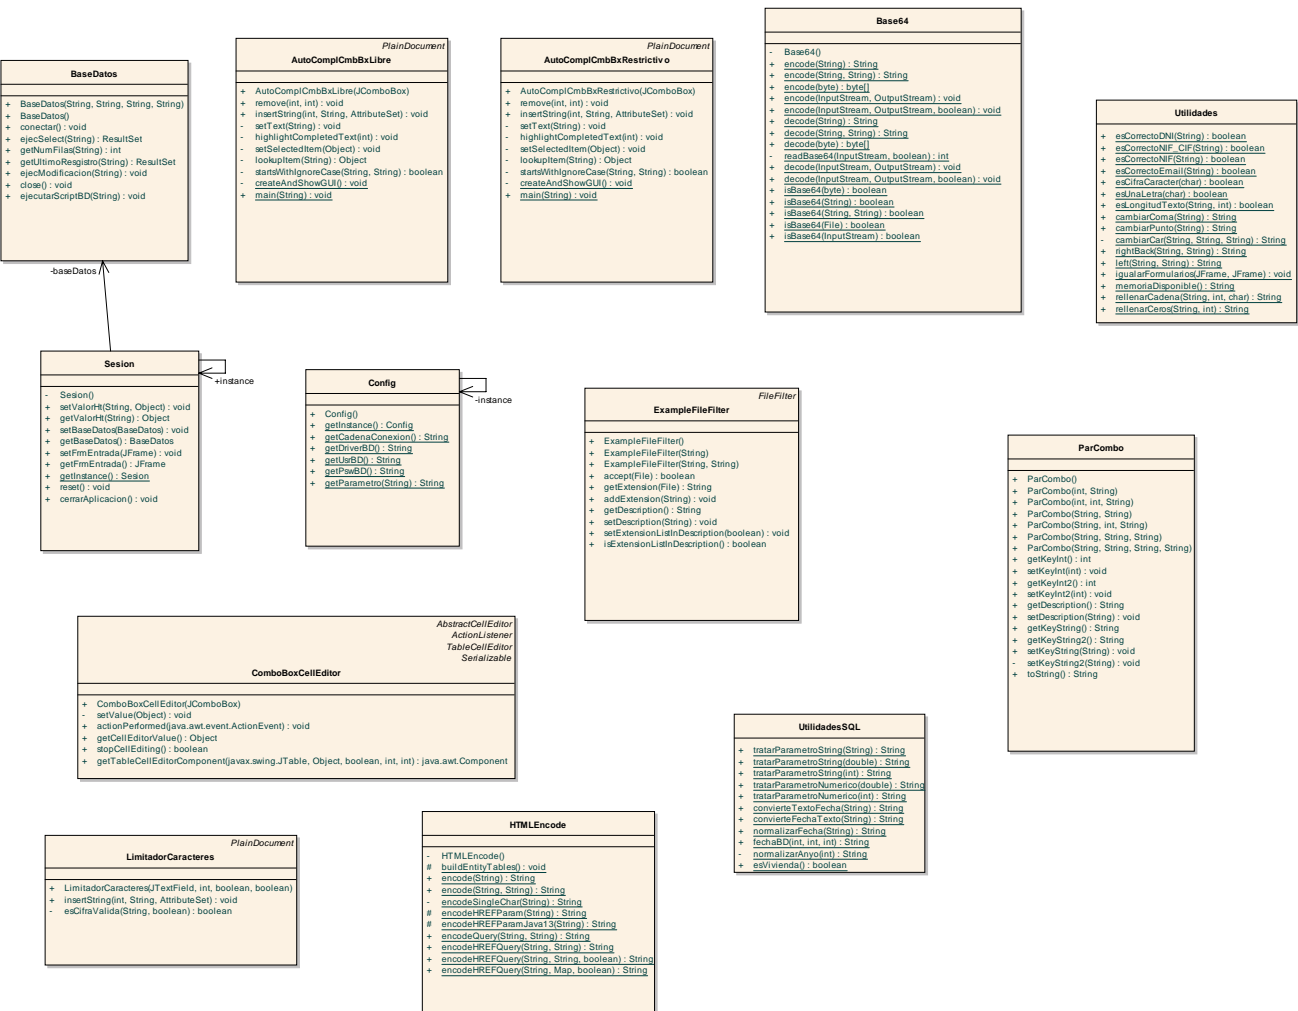 BaseDatos
+ BaseDatos(String, String, String, String)
+ BaseDatos()
+ conectar() : void
+ ejecSelect(String) : ResultSet
+ getNumFilas(String) : int
+ getUltimoResgistro(String) : ResultSet
+ ejecModificacion(String) : void
+ close() : void
+ ejecutarScriptBD(String) : void
-baseDatos
PlainDocument
AutoComplCmbBxLibre
+ AutoComplCmbBxLibre(JComboBox)
+ remove(int, int) : void
+ insertString(int, String, AttributeSet) : void
- setText(String) : void
- highlightCompletedText(int) : void
- setSelectedItem(Object) : void
- lookupItem(String) : Object
- startsWithIgnoreCase(String, String) : boolean
- createAndShowGUI() : void
+ main(String) : void
PlainDocument
AutoComplCmbBxRestrictivo
+ AutoComplCmbBxRestrictivo(JComboBox)
+ remove(int, int) : void
+ insertString(int, String, AttributeSet) : void
- setText(String) : void
- highlightCompletedText(int) : void
- setSelectedItem(Object) : void
- lookupItem(String) : Object
- startsWithIgnoreCase(String, String) : boolean
- createAndShowGUI() : void
+ main(String) : void
Base64
- Base64()
+ encode(String) : String
+ encode(String, String) : String
+ encode(byte) : byte[]
+ encode(InputStream, OutputStream) : void
+ encode(InputStream, OutputStream, boolean) : void
+ decode(String) : String
+ decode(String, String) : String
+ decode(byte) : byte[]
- readBase64(InputStream, boolean) : int
+ decode(InputStream, OutputStream) : void
+ decode(InputStream, OutputStream, boolean) : void
+ isBase64(byte) : boolean
+ isBase64(String) : boolean
+ isBase64(String, String) : boolean
+ isBase64(File) : boolean
+ isBase64(InputStream) : boolean
Utilidades
+ esCorrectoDNI(String) : boolean
+ esCorrectoNIF_CIF(String) : boolean
+ esCorrectoNIF(String) : boolean
+ esCorrectoEmail(String) : boolean
+ esCifraCaracter(char) : boolean
+ esUnaLetra(char) : boolean
+ esLongitudTexto(String, int) : boolean
+ cambiarComa(String) : String
+ cambiarPunto(String) : String
- cambiarCar(String, String, String) : String
+ rightBack(String, String) : String
+ left(String, String) : String
+ igualarFormularios(JFrame, JFrame) : void
+ memoriaDisponible() : String
+ rellenarCadena(String, int, char) : String
+ rellenarCeros(String, int) : String
Sesion
- Sesion()
+ setValorHt(String, Object) : void
+ getValorHt(String) : Object
+ setBaseDatos(BaseDatos) : void
+ getBaseDatos() : BaseDatos
+ setFrmEntrada(JFrame) : void
+ getFrmEntrada() : JFrame
+ getInstance() : Sesion
+ reset() : void
+ cerrarAplicacion() : void
+instance
Config
+ Config()
+ getInstance() : Config
+ getCadenaConexion() : String
+ getDriverBD() : String
+ getUsrBD() : String
+ getPswBD() : String
+ getParametro(String) : String
-instance
FileFilter
ExampleFileFilter
+ ExampleFileFilter()
+ ExampleFileFilter(String)
+ ExampleFileFilter(String, String)
+ accept(File) : boolean
+ getExtension(File) : String
+ addExtension(String) : void
+ getDescription() : String
+ setDescription(String) : void
+ setExtensionListInDescription(boolean) : void
+ isExtensionListInDescription() : boolean
ParCombo
+ ParCombo()
+ ParCombo(int, String)
+ ParCombo(int, int, String)
+ ParCombo(String, String)
+ ParCombo(String, int, String)
+ ParCombo(String, String, String)
+ ParCombo(String, String, String, String)
+ getKeyInt() : int
+ setKeyInt(int) : void
+ getKeyInt2() : int
+ setKeyInt2(int) : void
+ getDescription() : String
+ setDescription(String) : void
+ getKeyString() : String
+ getKeyString2() : String
+ setKeyString(String) : void
- setKeyString2(String) : void
+ toString() : String
AbstractCellEditor
ActionListener
TableCellEditor
Serializable
ComboBoxCellEditor
+ ComboBoxCellEditor(JComboBox)
- setValue(Object) : void
+ actionPerformed(java.awt.event.ActionEvent) : void
+ getCellEditorValue() : Object
+ stopCellEditing() : boolean
+ getTableCellEditorComponent(javax.swing.JTable, Object, boolean, int, int) : java.awt.Component
UtilidadesSQL
+ tratarParametroString(String) : String
+ tratarParametroString(double) : String
+ tratarParametroString(int) : String
+ tratarParametroNumerico(double) : String
+ tratarParametroNumerico(int) : String
+ convierteTextoFecha(String) : String
+ convierteFechaTexto(String) : String
+ normalizarFecha(String) : String
+ fechaBD(int, int, int) : String
- normalizarAnyo(int) : String
+ esVivienda() : boolean
PlainDocument
LimitadorCaracteres
+ LimitadorCaracteres(JTextField, int, boolean, boolean)
+ insertString(int, String, AttributeSet) : void
- esCifraValida(String, boolean) : boolean
HTMLEncode
- HTMLEncode()
# buildEntityTables() : void
+ encode(String) : String
+ encode(String, String) : String
- encodeSingleChar(String) : String
# encodeHREFParam(String) : String
# encodeHREFParamJava13(String) : String
+ encodeQuery(String, String) : String
+ encodeHREFQuery(String, String) : String
+ encodeHREFQuery(String, String, boolean) : String
+ encodeHREFQuery(String, Map, boolean) : String